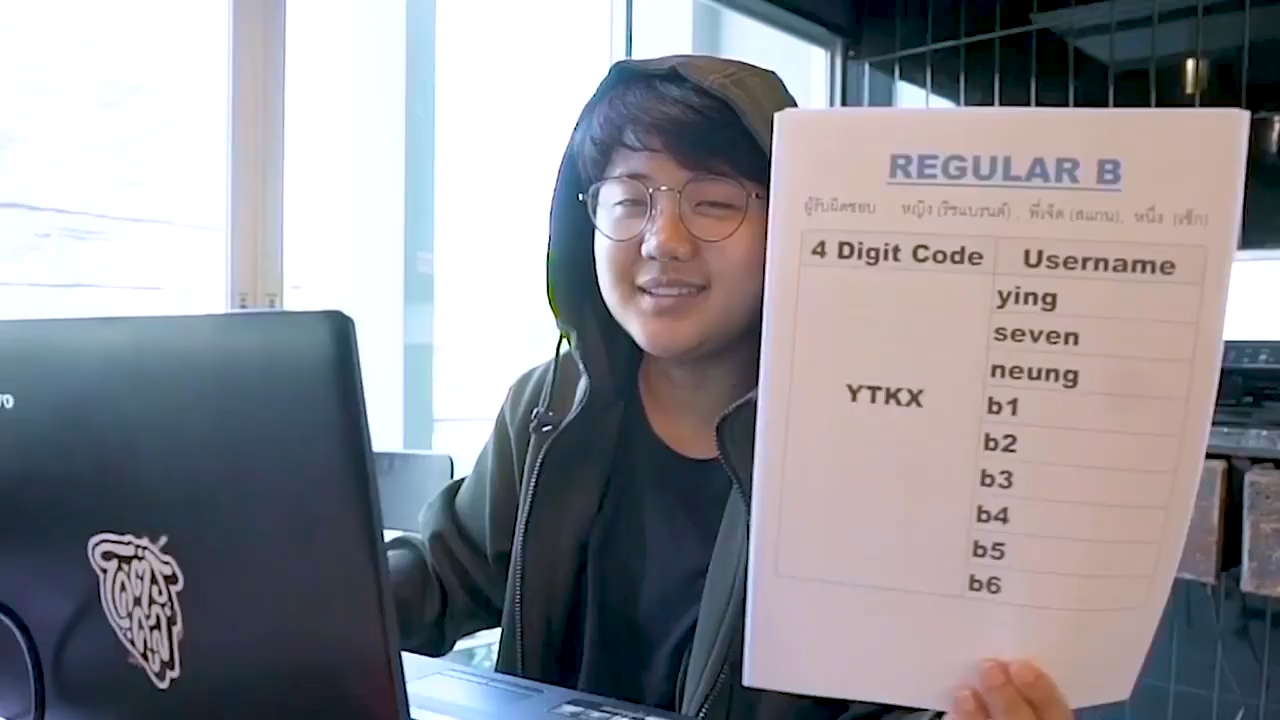 REGULAR B
ผู้รับผิดชอบ หญิง (ริชแบรนด์) , พี่เจ็ด (สแกน), หนึ่ง (เช็ก)
4 Digit Code Username
ying
seven
neung
YTKX b1
b2
b3
b4
b5
b6